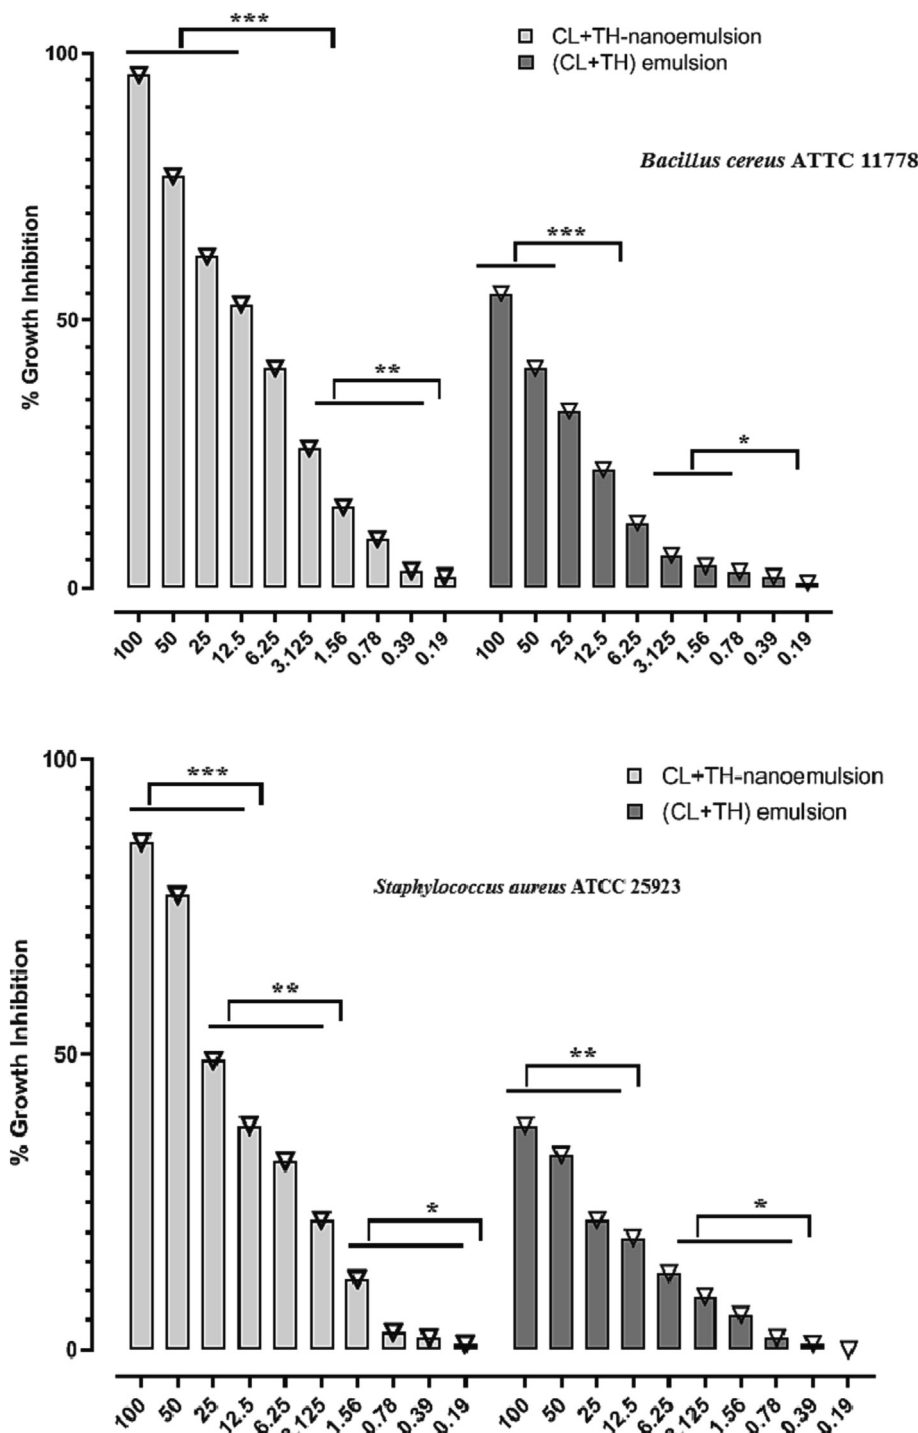 ***
CL+TH-nanoemulsion
(CL+TH) emulsion
Bacillus cereus ATTC 11778
% Growth Inhibition
100
50
0
***
**
*
100 50 25 12.5 6.25 3.125 1.56 0.78 0.39 0.19 100 50 25 12.5 6.25 3.125 1.56 0.78 0.39 0.19
***
CL+TH-nanoemulsion
(CL+TH) emulsion
Staphylococcus aureus ATCC 25923
% Growth Inhibition
100
50
0
**
**
*
*
100 50 25 12.5 6.25 3.125 1.56 0.78 0.39 0.19 100 50 25 12.5 6.25 3.125 1.56 0.78 0.39 0.19